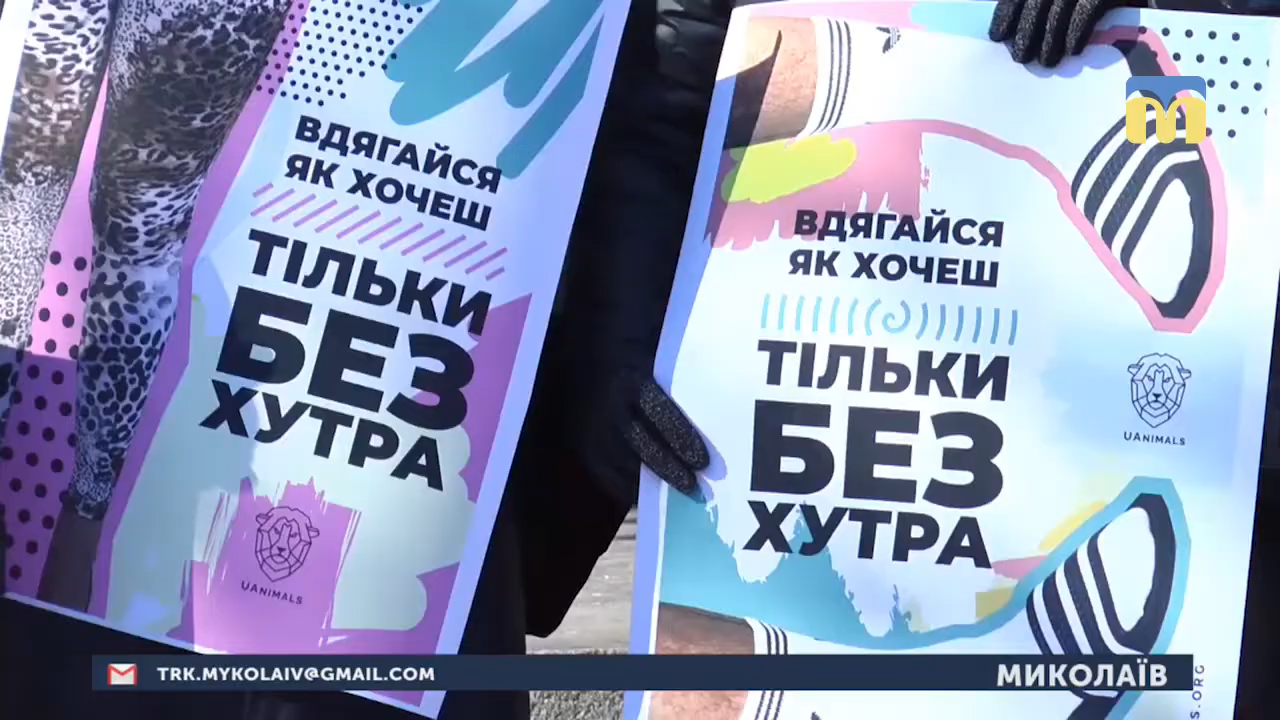 ВДЯГАЙСЯ
ЯК ХОЧЕШ
ТІЛЬКИ
БЕЗ
ХУТРА
UANIMALS
ВДЯГАЙСЯ
ЯК ХОЧЕШ
ТІЛЬКИ
БЕЗ
ХУТРА
UANIMALS
S.ORG
TRK.MYKOLAIV@GMAIL.COM
МИКОЛАЇВ